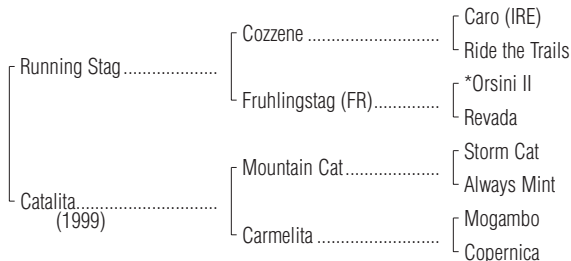 Caro (IRE)
Cozzene ....................
Ride the Trails
Running Stag ..................
*Orsini II
Fruhlingstag (FR) .............
Revada
Storm Cat
Mountain Cat ..................
Always Mint
Catalita ...........................
(1999)
Mogambo
Carmelita .......................
Copernica